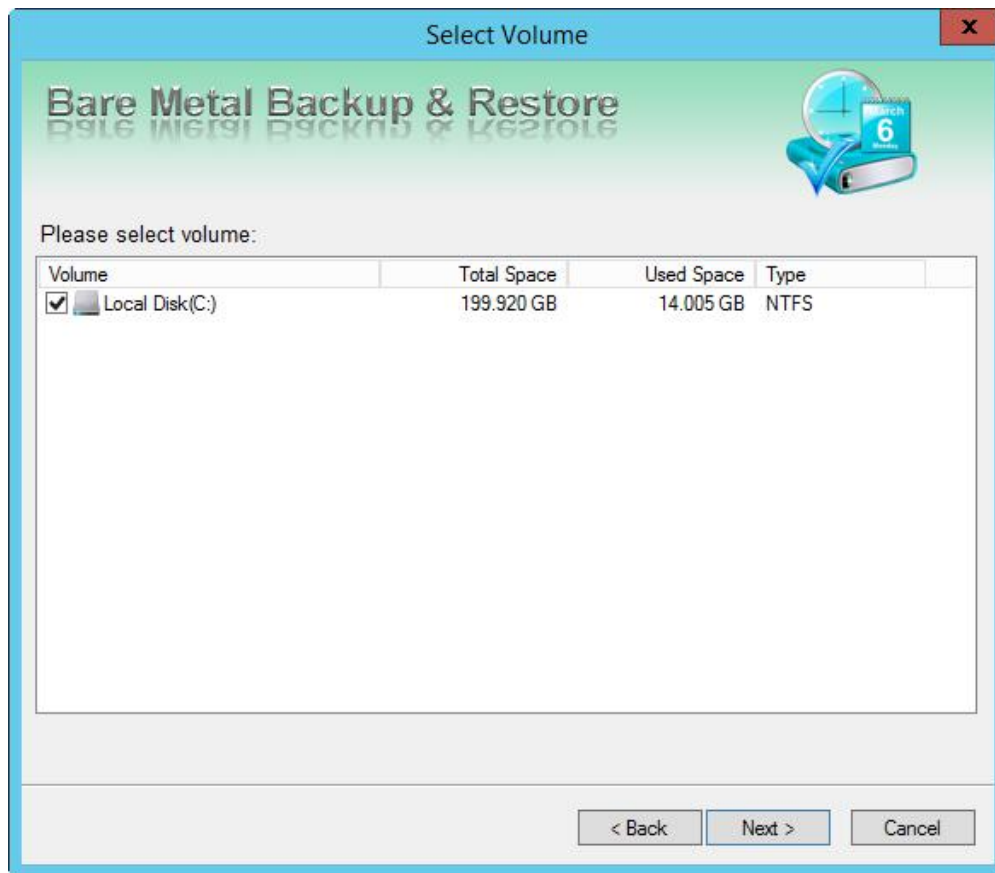 Select Volume
x
Bare Metal Backup & Restore
March
6
Monday
Please select volume:
Volume Total Space Used Space Type
Local Disk(C:) 199.920 GB 14.005 GB NTFS
< Back Next > Cancel